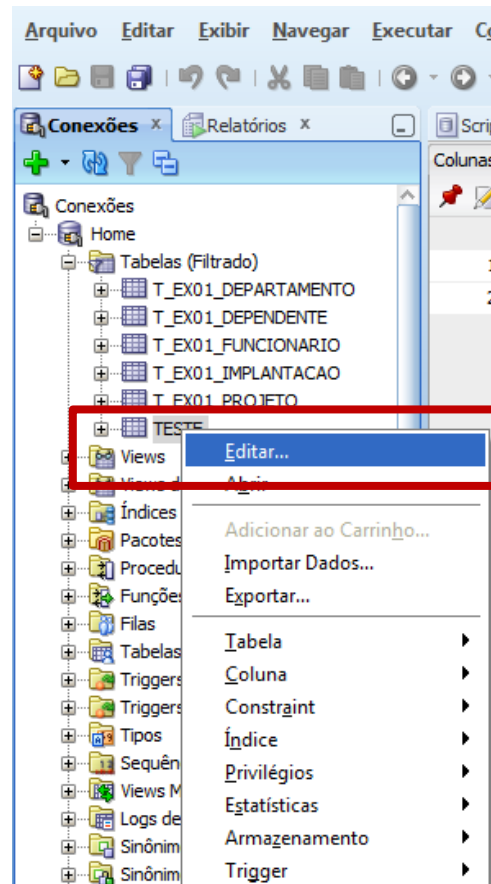 Arquivo Editar Exibir Navegar Executar
Conexões x Relatórios x
Colunas
Conexões
Home
Tabelas (Filtrado)
T_EX01_DEPARTAMENTO
T_EX01_DEPENDENTE
T_EX01_FUNCIONARIO
T_EX01_IMPLANTACAO
T_EX01_PROJETO
TESTE
Views
Editar...
Views d
Abrir
Índices
Pacotes
Adicionar ao Carrinho...
Procedu
Importar Dados...
Funções
Exportar...
Filas
Tabelas
Tabela
Triggers
Coluna
Triggers
Constraint
Tipos
Índice
Sequên
Privilégios
Views M
Estatísticas
Logs de
Armazenamento
Sinônim
Sinônim
Trigger